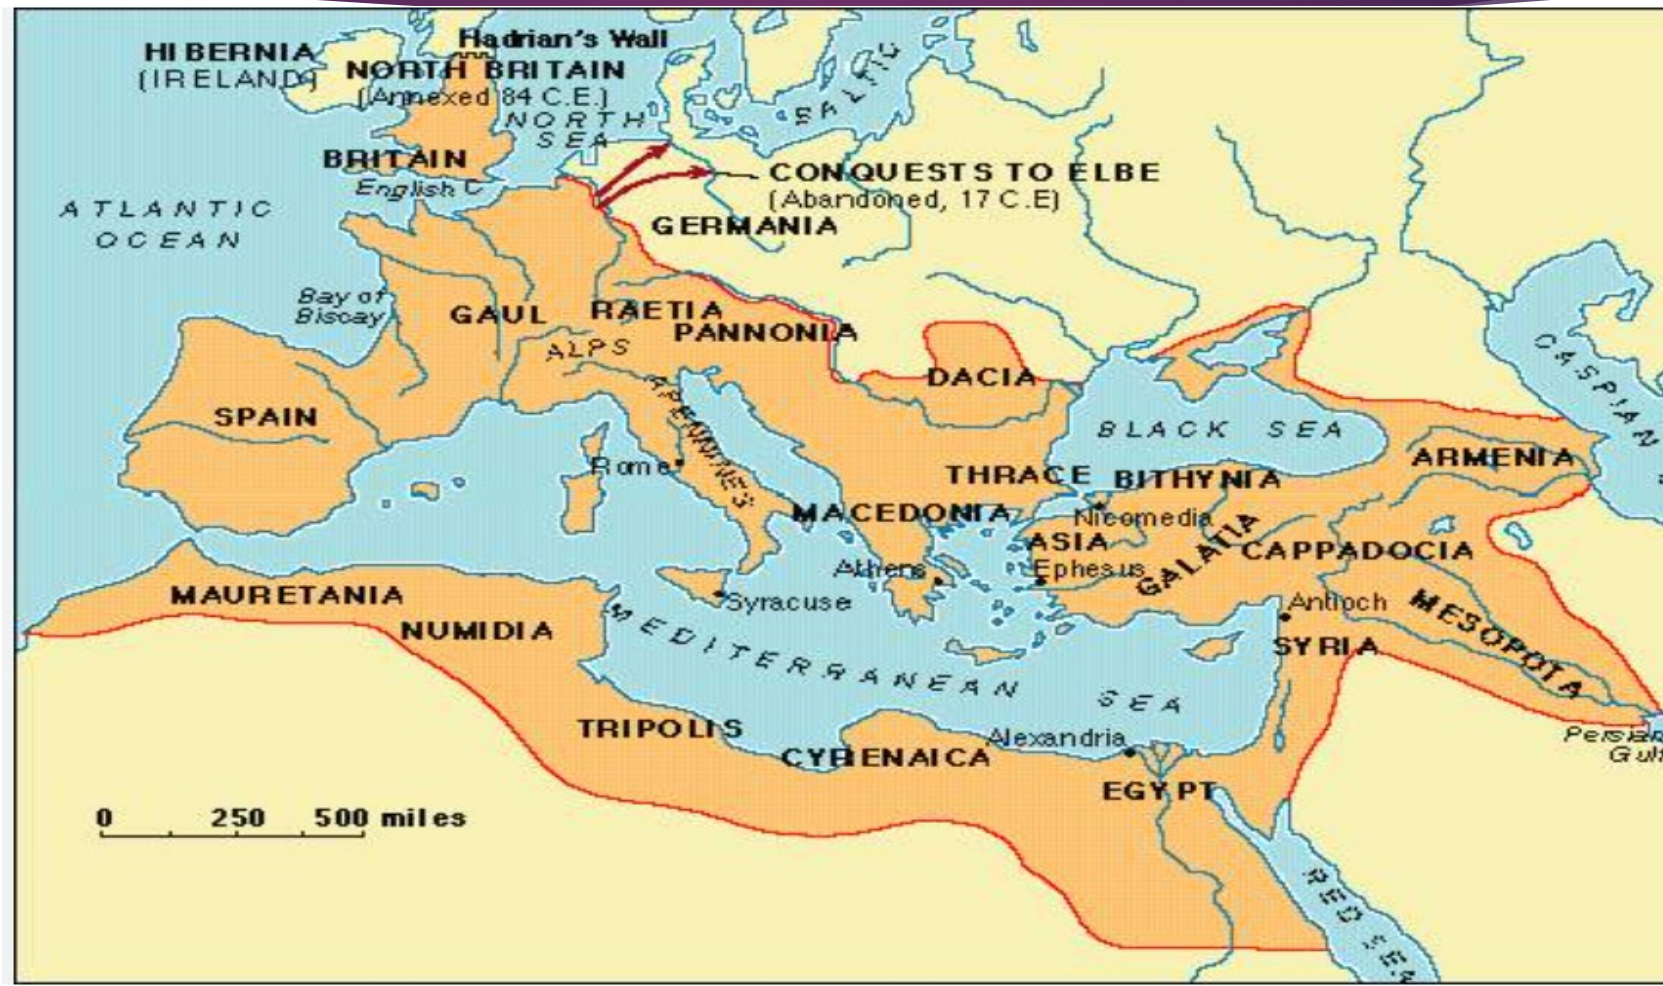 Hadrian's Wall
HIBERNIA
(IRELAND)
NORTH BRITAIN
(Annexed 84 C.E.)
NORTH
SEA
BALTIC
BRITAIN
English C
CONQUESTS TO ELBE
(Abandoned, 17 C.E)
ATLANTIC
OCEAN
GERMANIA
Bay of
Biscay
GAUL
RAETIA
PANNONIA
ALPS
DACIA
CASPIAN
APENNINES
SPAIN
BLACK SEA
Rome
THRACE
BITHYNIA
ARMENIA
MACEDONIA
Nicomedia
ASIA
GALATIA
CAPPADOCIA
Athens
Ephesus
MAURETANIA
Syracuse
Antioch
MESOPOTA
NUMIDIA
MEDITERRANEAN SEA
SYRIA
TRIPOLIS
CYRENAICA
Alexandria
Persian
Gulf
EGYPT
0 250 500 miles
RED SEA